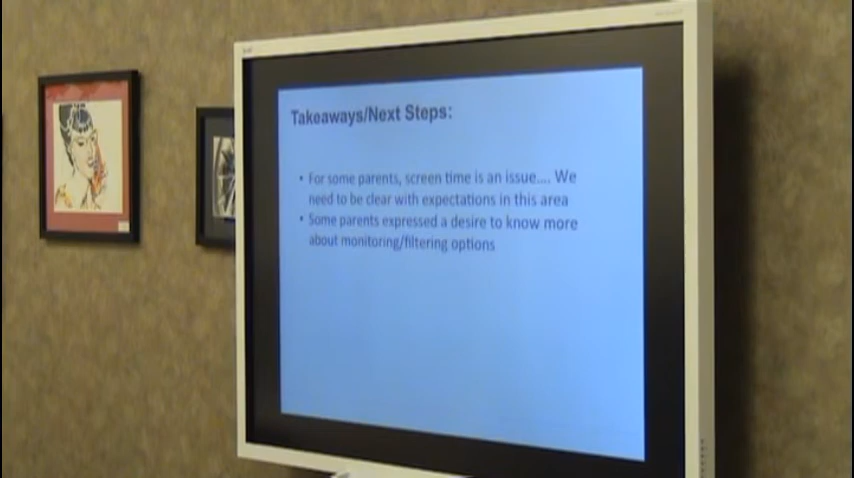 Takeaways/Next Steps:
• For some parents, screen time is an issue.... We
need to be clear with expectations in this area
• Some parents expressed a desire to know more
about monitoring/filtering options